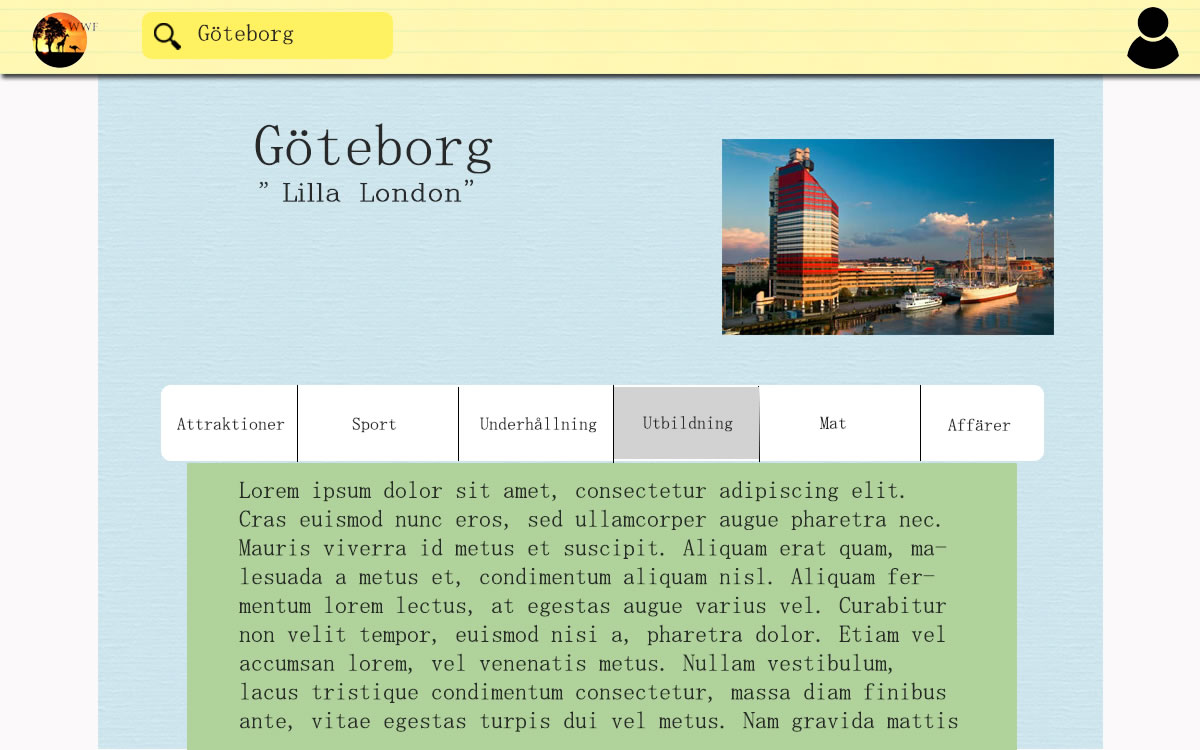 WWF
Göteborg
Göteborg
” Lilla London”
Attraktioner Sport Underhållning Utbildning Mat Affärer
Lorem ipsum dolor sit amet, consectetur adipiscing elit.
Cras euismod nunc eros, sed ullamcorper augue pharetra nec.
Mauris viverra id metus et suscipit. Aliquam erat quam, ma-
lesuada a metus et, condimentum aliquam nisl. Aliquam fer-
mentum lorem lectus, at egestas augue varius vel. Curabitur
non velit tempor, euismod nisi a, pharetra dolor. Etiam vel
accumsan lorem, vel venenatis metus. Nullam vestibulum,
lacus tristique condimentum consectetur, massa diam finibus
ante, vitae egestas turpis dui vel metus. Nam gravida mattis